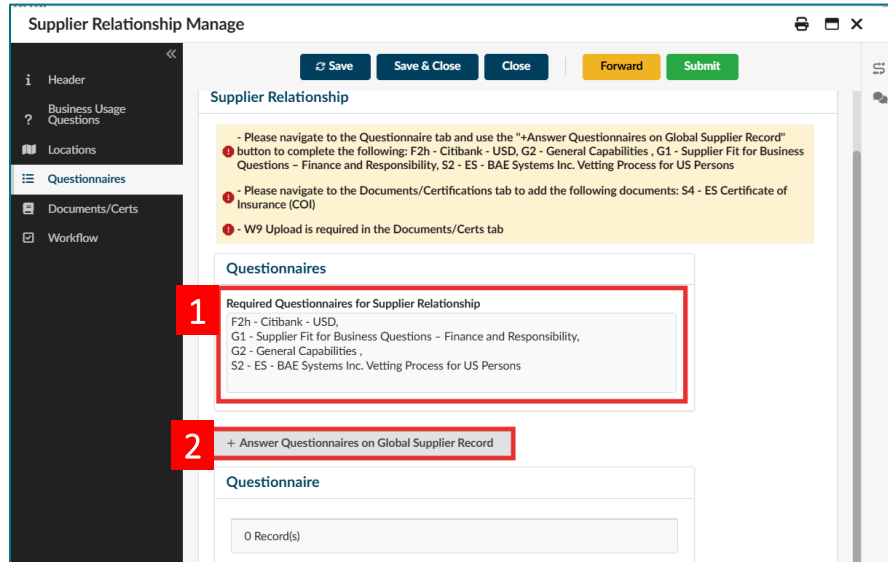 Supplier Relationship Manage
Save
Save & Close
Close
Forward
Submit
Header
Business Usage
Questions
Locations
Questionnaires
Documents/Certs
Workflow
Supplier Relationship
- Please navigate to the Questionnaire tab and use the "+Answer Questionnaires on Global Supplier Record"
button to complete the following: F2h - Citibank - USD, G2 - General Capabilities , G1 - Supplier Fit for Business
Questions – Finance and Responsibility, S2 - ES - BAE Systems Inc. Vetting Process for US Persons
- Please navigate to the Documents/Certifications tab to add the following documents: S4 - ES Certificate of
Insurance (COI)
- W9 Upload is required in the Documents/Certs tab
Questionnaires
1
Required Questionnaires for Supplier Relationship
F2h - Citibank - USD,
G1 - Supplier Fit for Business Questions – Finance and Responsibility,
G2 - General Capabilities ,
S2 - ES - BAE Systems Inc. Vetting Process for US Persons
2
+ Answer Questionnaires on Global Supplier Record
Questionnaire
0 Record(s)